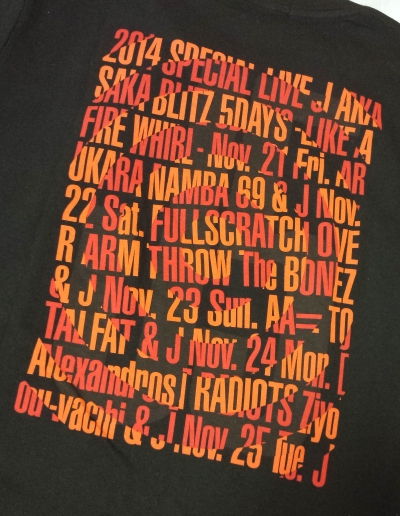 2014 SPECIAL LIVE J AKA
SAKA BLITZ 5DAYS -LIKE A
FIRE WHIRL- Nov. 21 Fri. AR
UKARA NAMBA 69 & J Nov.
22 Sat. FULLSCRATCH OVE
R ARM THROW The BONEZ
& J Nov. 23 Sun. AA= TO
TALFAT & J Nov. 24 Mon. [
Alexandros] RADIOTS Ziyo
ou-vachi & J .Nov. 25 Tue. J